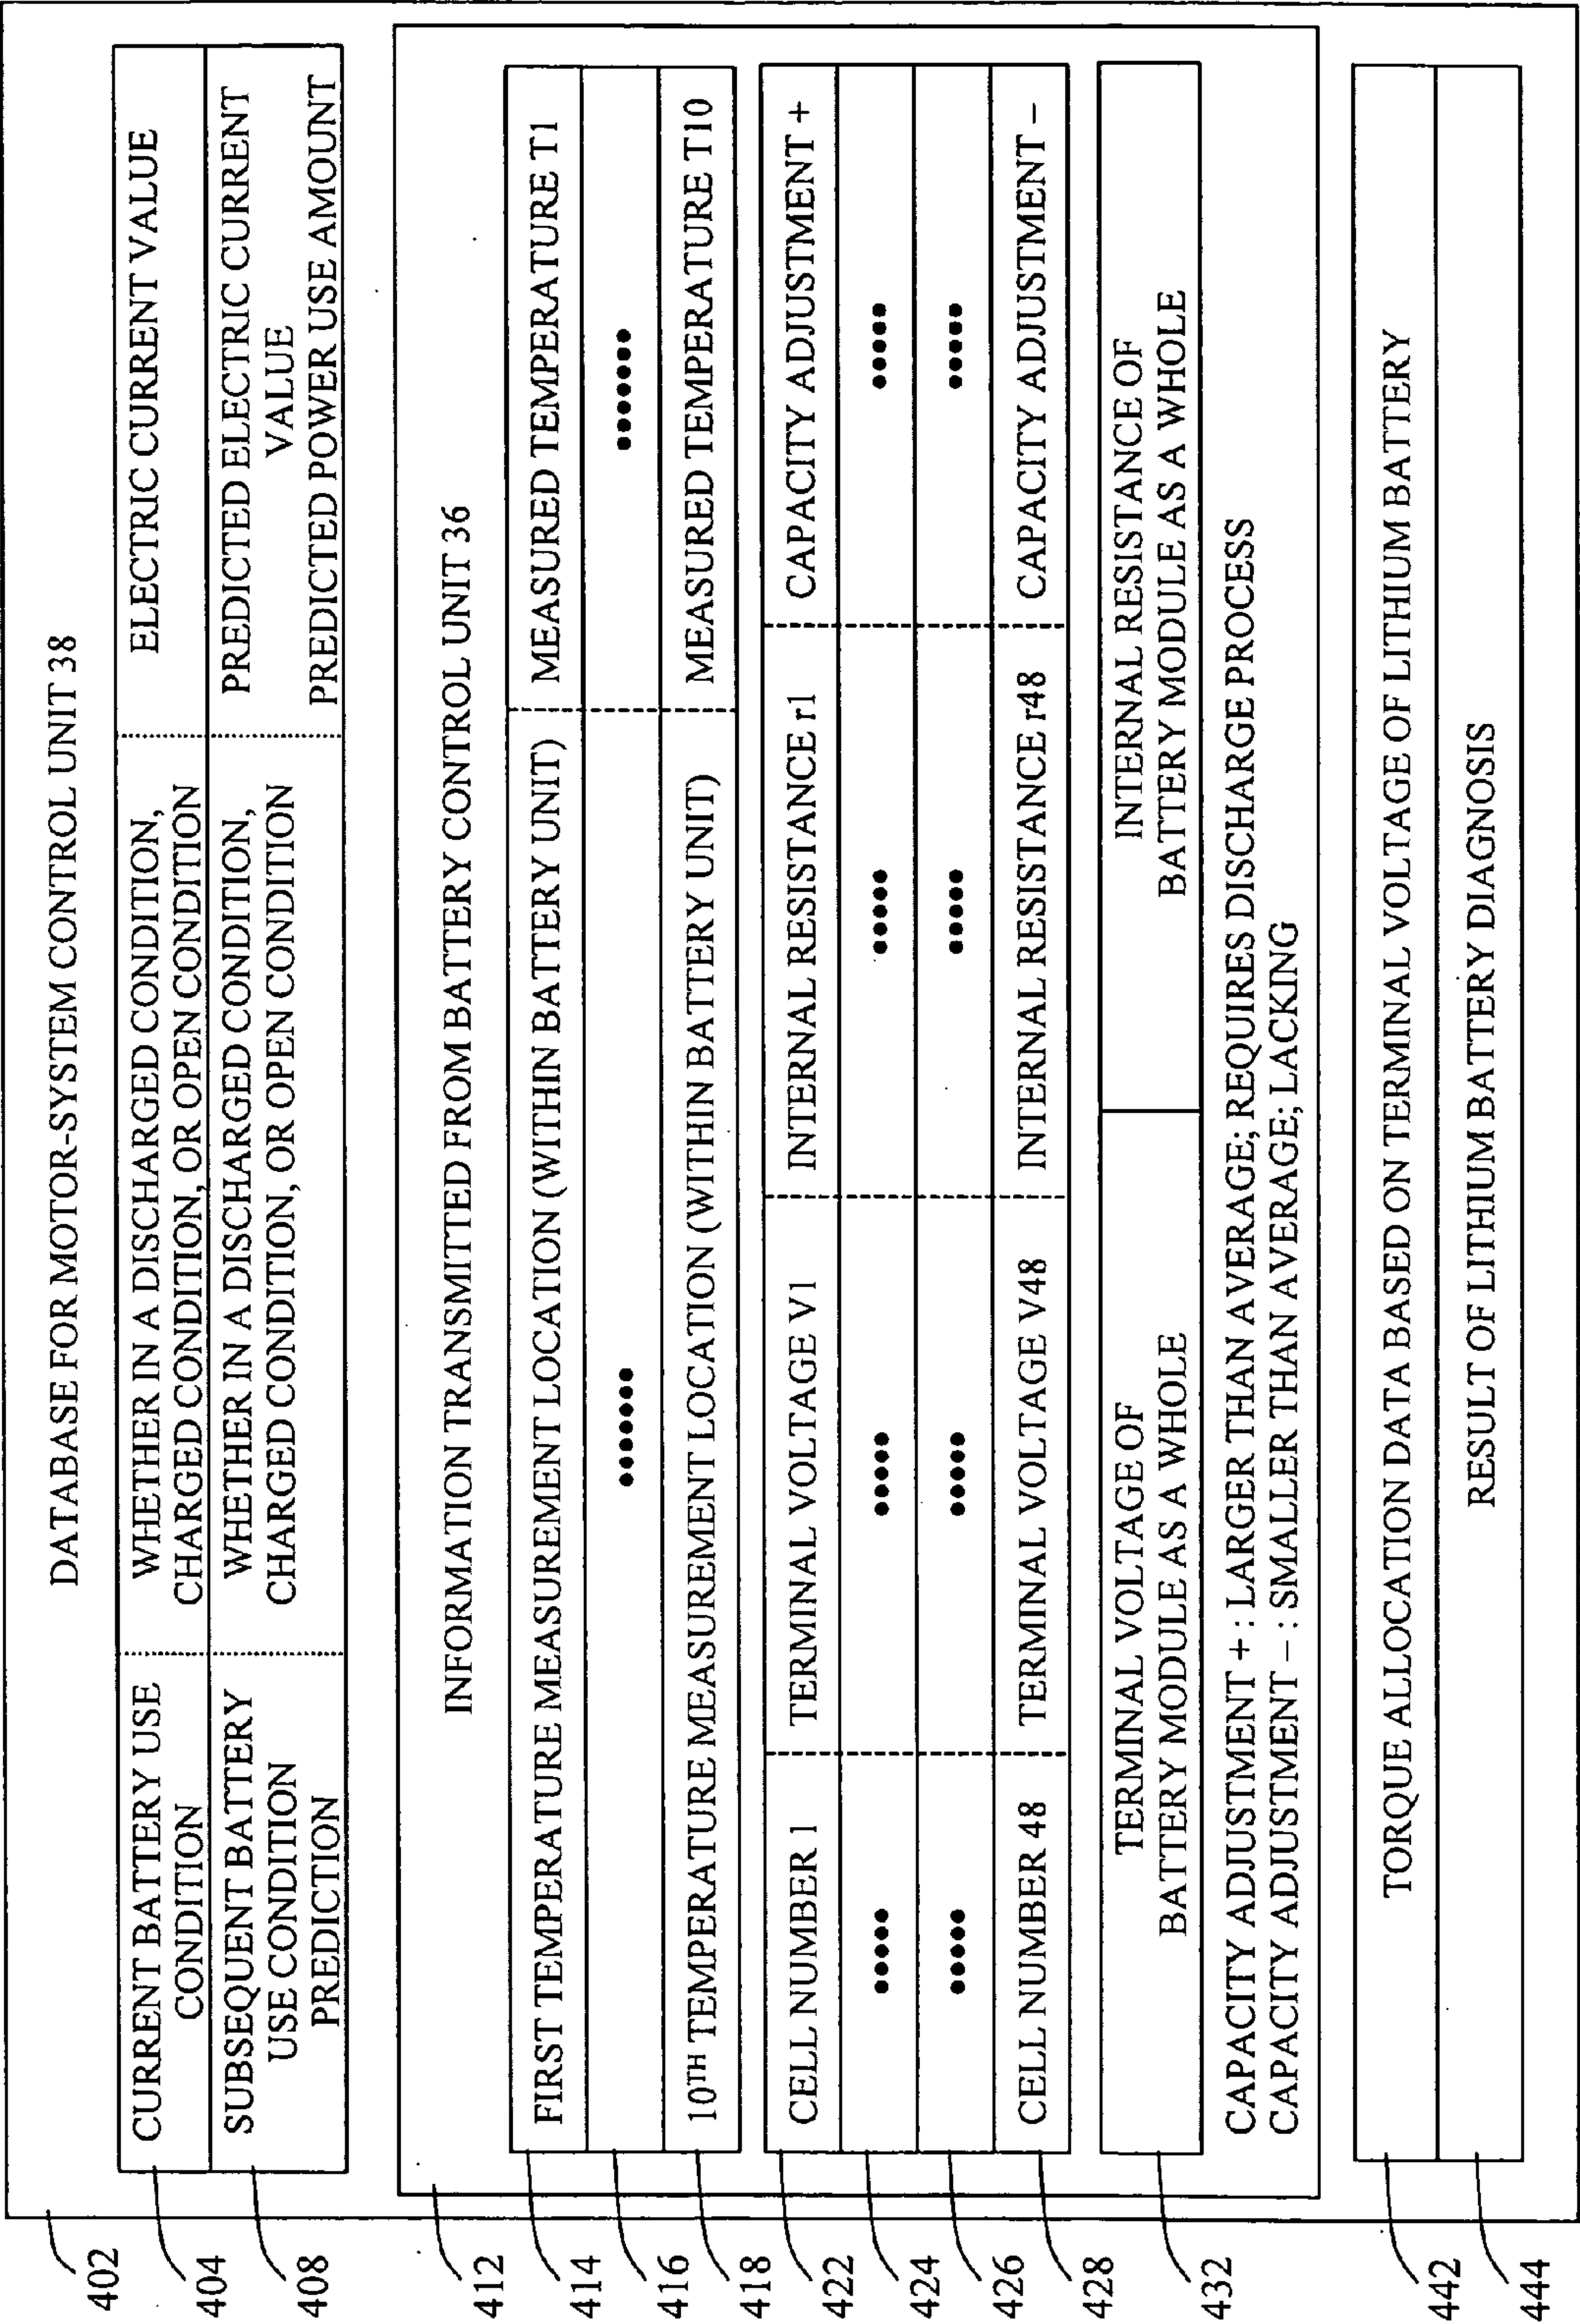 DATABASE FOR MOTOR-SYSTEM CONTROL UNIT 38
402
CURRENT BATTERY USE
CONDITION
WHETHER IN A DISCHARGED CONDITION,
CHARGED CONDITION, OR OPEN CONDITION
ELECTRIC CURRENT VALUE
404
SUBSEQUENT BATTERY
USE CONDITION
PREDICTION
WHETHER IN A DISCHARGED CONDITION,
CHARGED CONDITION, OR OPEN CONDITION
PREDICTED ELECTRIC CURRENT
VALUE
PREDICTED POWER USE AMOUNT
408
INFORMATION TRANSMITTED FROM BATTERY CONTROL UNIT 36
412
FIRST TEMPERATURE MEASUREMENT LOCATION (WITHIN BATTERY UNIT)
MEASURED TEMPERATURE T1
414
•••••••
•••••••
416
10TH TEMPERATURE MEASUREMENT LOCATION (WITHIN BATTERY UNIT)
MEASURED TEMPERATURE T10
418
CELL NUMBER 1
TERMINAL VOLTAGE V1
INTERNAL RESISTANCE r1
CAPACITY ADJUSTMENT +
422
•••••
•••••
•••••
•••••
424
•••••
•••••
•••••
•••••
426
CELL NUMBER 48
TERMINAL VOLTAGE V48
INTERNAL RESISTANCE r48
CAPACITY ADJUSTMENT −
428
TERMINAL VOLTAGE OF
BATTERY MODULE AS A WHOLE
INTERNAL RESISTANCE OF
BATTERY MODULE AS A WHOLE
432
CAPACITY ADJUSTMENT + : LARGER THAN AVERAGE; REQUIRES DISCHARGE PROCESS
CAPACITY ADJUSTMENT − : SMALLER THAN AVERAGE; LACKING
TORQUE ALLOCATION DATA BASED ON TERMINAL VOLTAGE OF LITHIUM BATTERY
442
RESULT OF LITHIUM BATTERY DIAGNOSIS
444